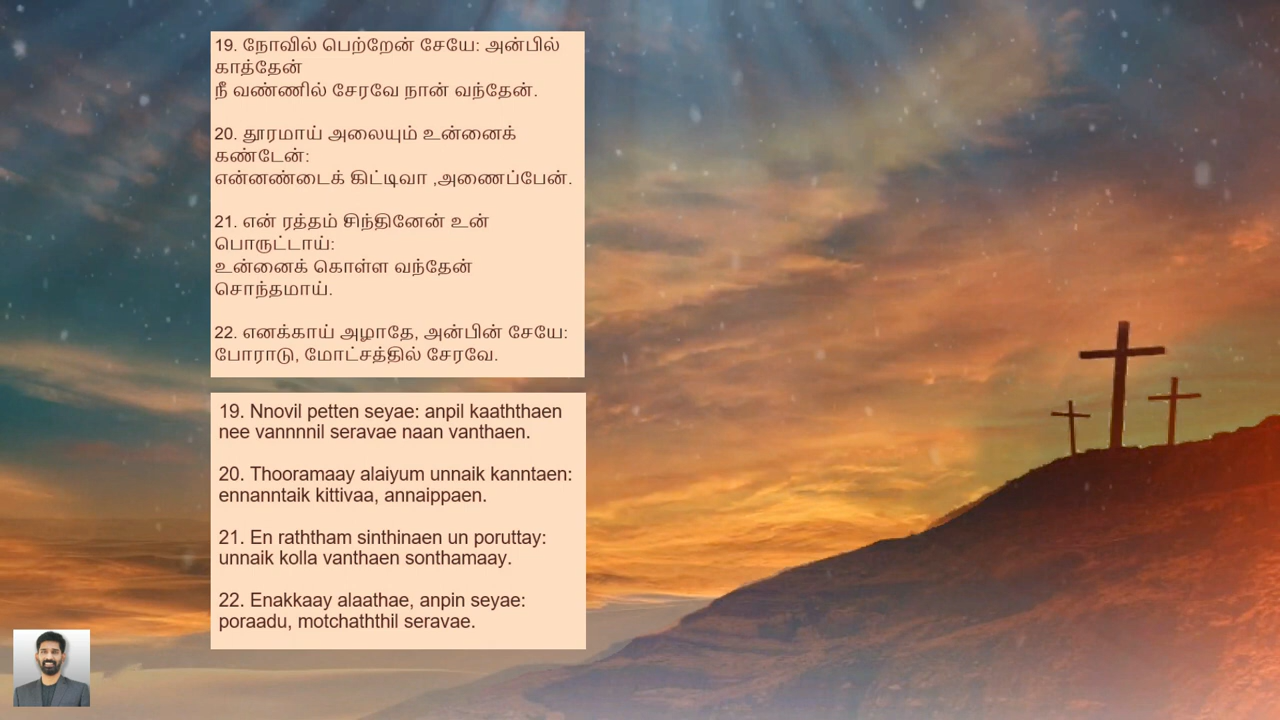 19. நோவில் பெற்றேன் சேயே: அன்பில்
காத்தேன்
நீ வண்ணில் சேரவே நான் வந்தேன்.
20. தூரமாய் அலையும் உன்னைக்
கண்டேன்:
என்னண்டைக் கிட்டிவா ,அணைப்பேன்.
21. என் ரத்தம் சிந்தினேன் உன்
பொருட்டாய்:
உன்னைக் கொள்ள வந்தேன்
சொந்தமாய்.
22. எனக்காய் அழாதே, அன்பின் சேயே:
போராடு, மோட்சத்தில் சேரவே.
19. Nnovil petten seyae: anpil kaaththaen
nee vannnnil seravae naan vanthaen.
20. Thooramaay alaiyum unnaik kanntaen:
ennanntaik kittivaa, annaippaen.
21. En raththam sinthinaen un poruttay:
unnaik kolla vanthaen sonthamaay.
22. Enakkaay alaathae, anpin seyae:
poraadu, motchaththil seravae.